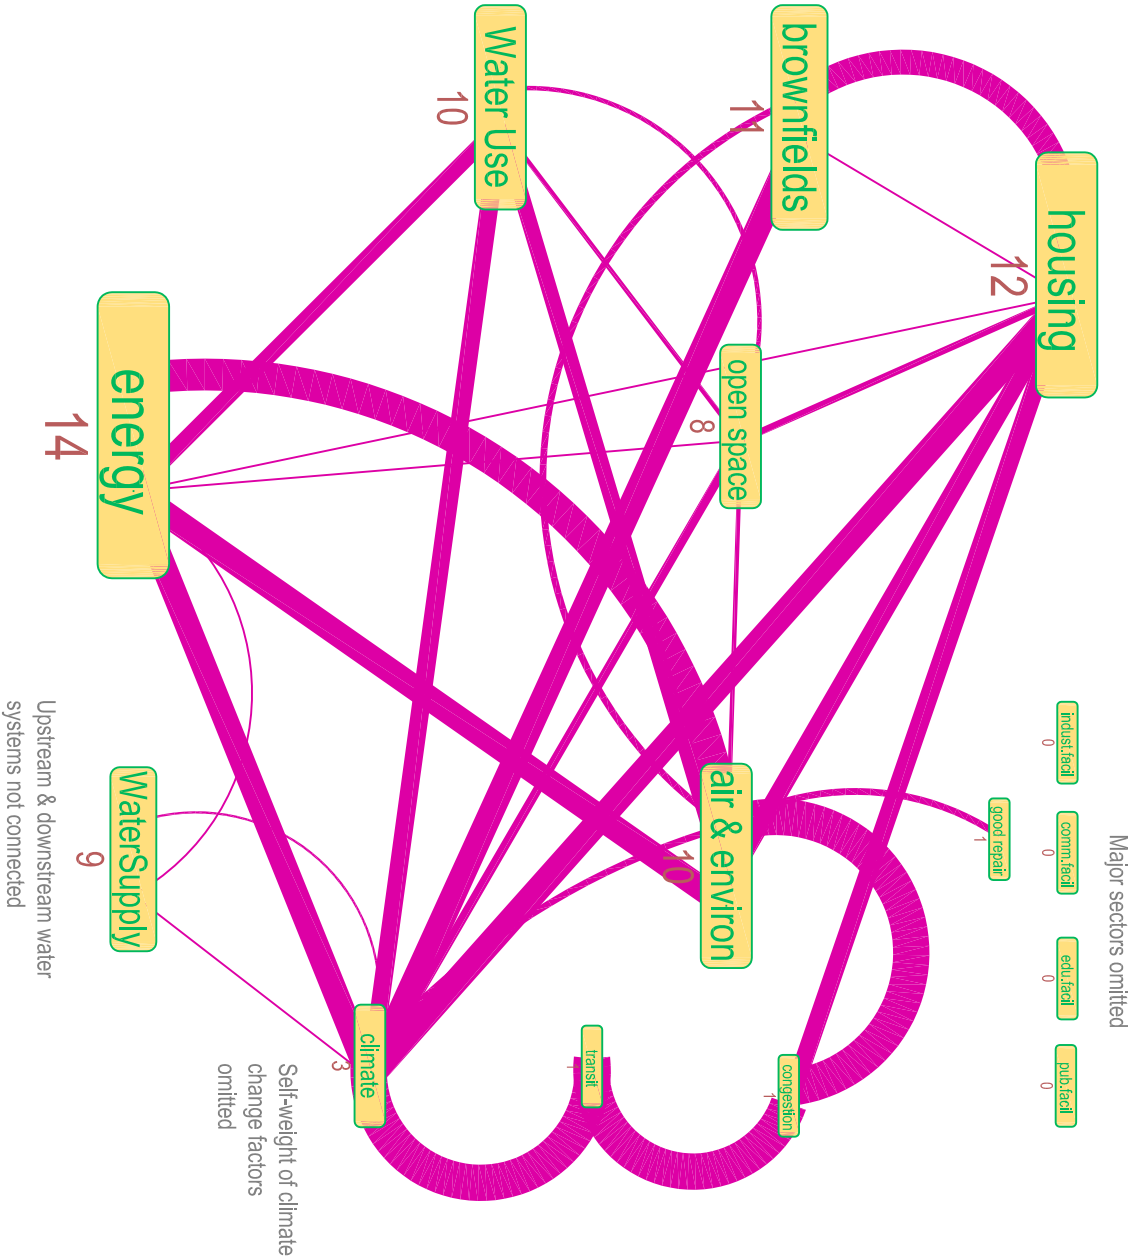 Major sectors omitted
indust.facil
0
comm.facil
0
edu.facil
0
pub.facil
0
housing
12
good repair
1
brownfields
11
open space
8
air & environ
10
congestion
1
transit
1
Water Use
10
climate
3
Self-weight of climate
change factors
omitted
energy
14
WaterSupply
9
Upstream & downstream water
systems not connected